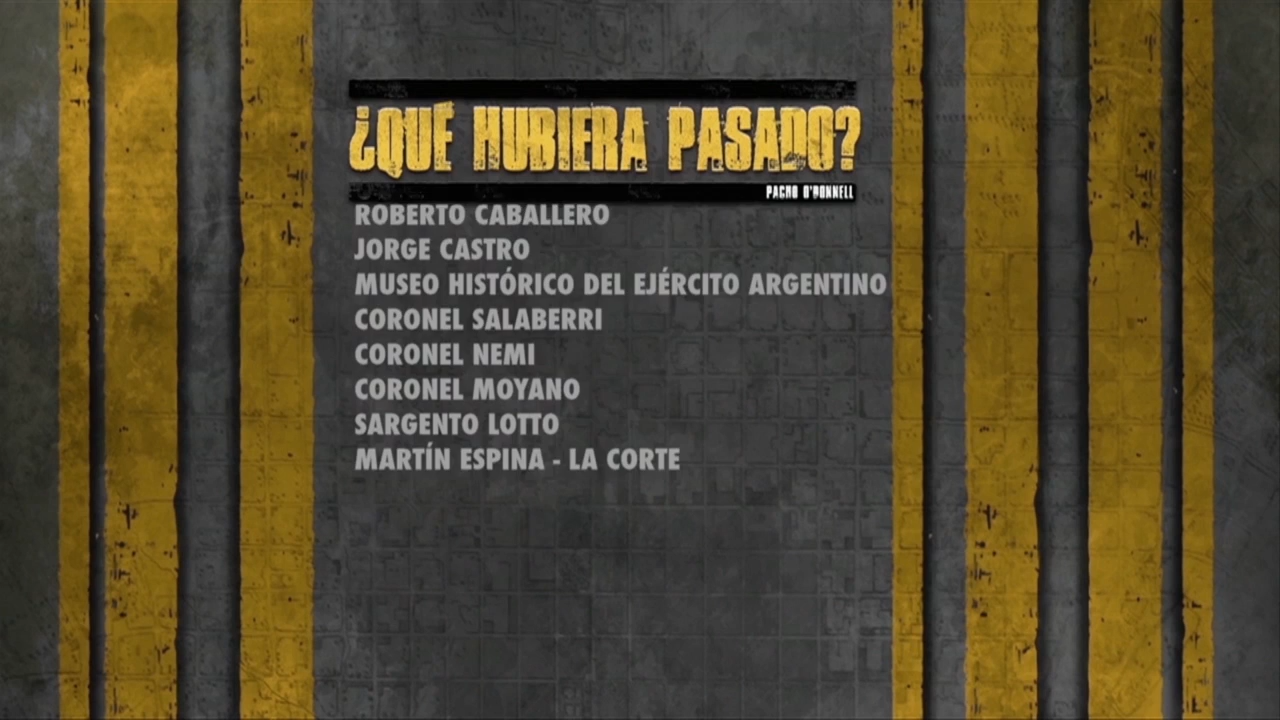 ¿QUÉ HUBIERA PASADO?
PACHO O'DONNELL
ROBERTO CABALLERO
JORGE CASTRO
MUSEO HISTÓRICO DEL EJÉRCITO ARGENTINO
CORONEL SALABERRI
CORONEL NEMI
CORONEL MOYANO
SARGENTO LOTTO
MARTÍN ESPINA - LA CORTE